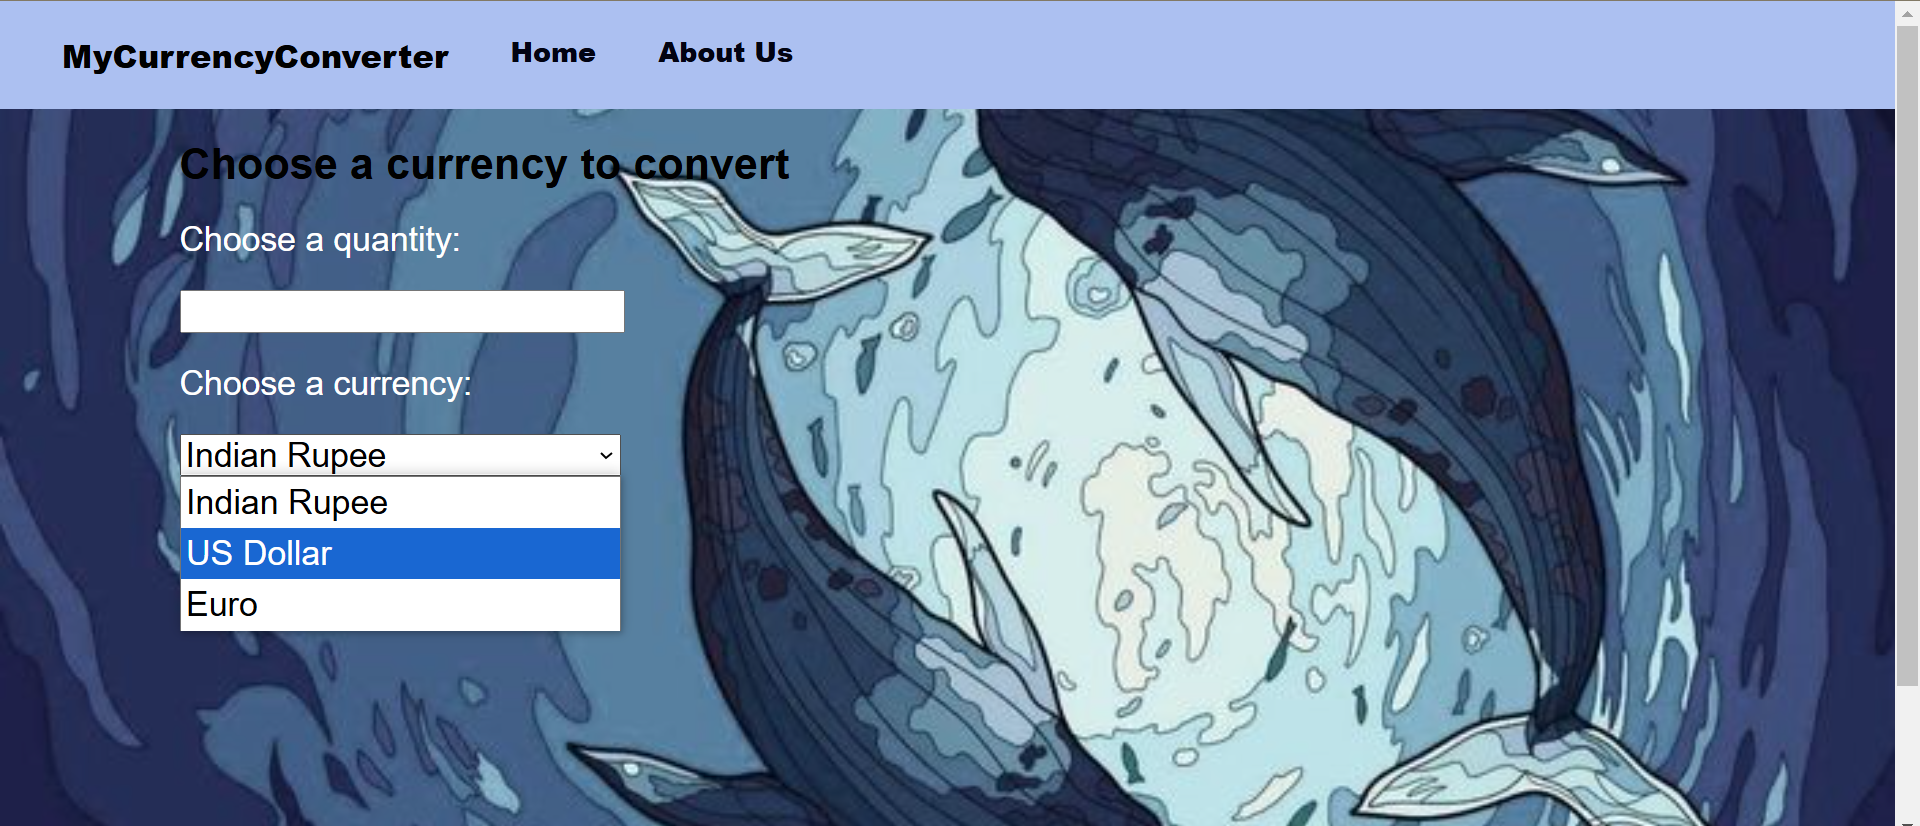 MyCurrencyConverter Home About Us
Choose a currency to convert
Choose a quantity:
Choose a currency:
Indian Rupee
Indian Rupee
US Dollar
Euro